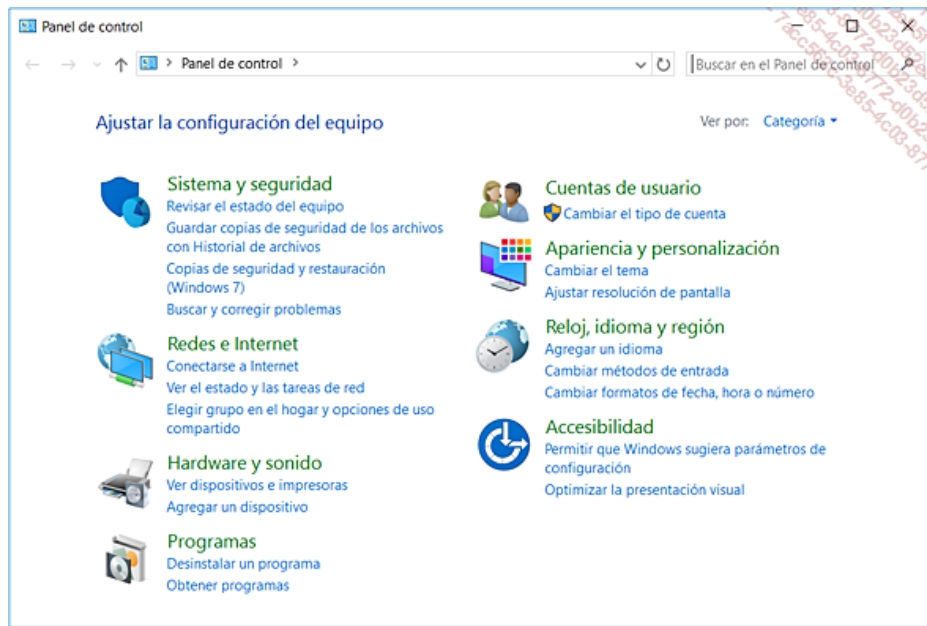 Panel de control
Panel de control
Buscar en el Panel de control
Ajustar la configuración del equipo
Ver por: Categoría
Sistema y seguridad
Revisar el estado del equipo
Guardar copias de seguridad de los archivos
con Historial de archivos
Copias de seguridad y restauración
(Windows 7)
Buscar y corregir problemas
Redes e Internet
Conectarse a Internet
Ver el estado y las tareas de red
Elegir grupo en el hogar y opciones de uso
compartido
Hardware y sonido
Ver dispositivos e impresoras
Agregar un dispositivo
Programas
Desinstalar un programa
Obtener programas
Cuentas de usuario
Cambiar el tipo de cuenta
Apariencia y personalización
Cambiar el tema
Ajustar resolución de pantalla
Reloj, idioma y región
Agregar un idioma
Cambiar métodos de entrada
Cambiar formatos de fecha, hora o número
Accesibilidad
Permitir que Windows sugiera parámetros de
configuración
Optimizar la presentación visual